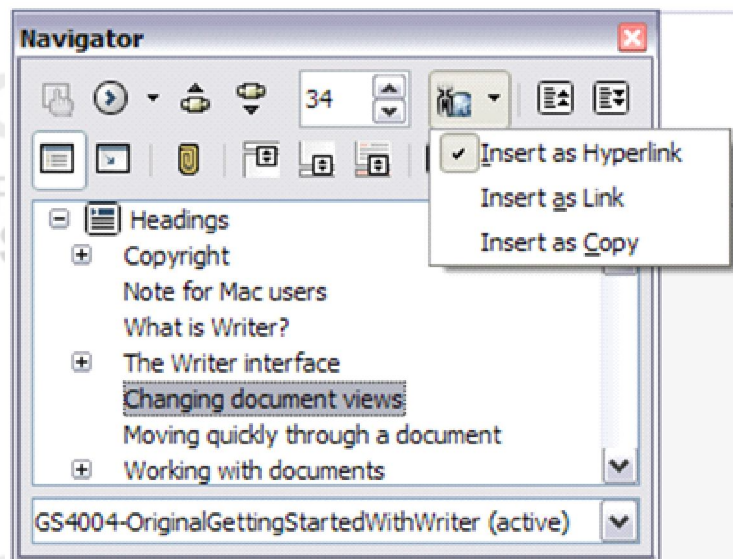 Navigator
34
Insert as Hyperlink
Insert as Link
Insert as Copy
Headings
Copyright
Note for Mac users
What is Writer?
The Writer interface
Changing document views
Moving quickly through a document
Working with documents
GS4004-OriginalGettingStartedWithWriter (active)